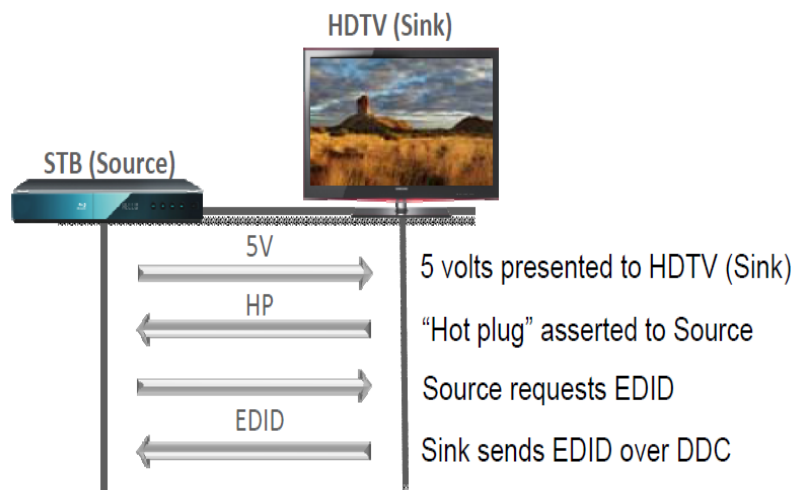 HDTV (Sink)
STB (Source)
5V
5 volts presented to HDTV (Sink)
HP
“Hot plug” asserted to Source
Source requests EDID
EDID
Sink sends EDID over DDC